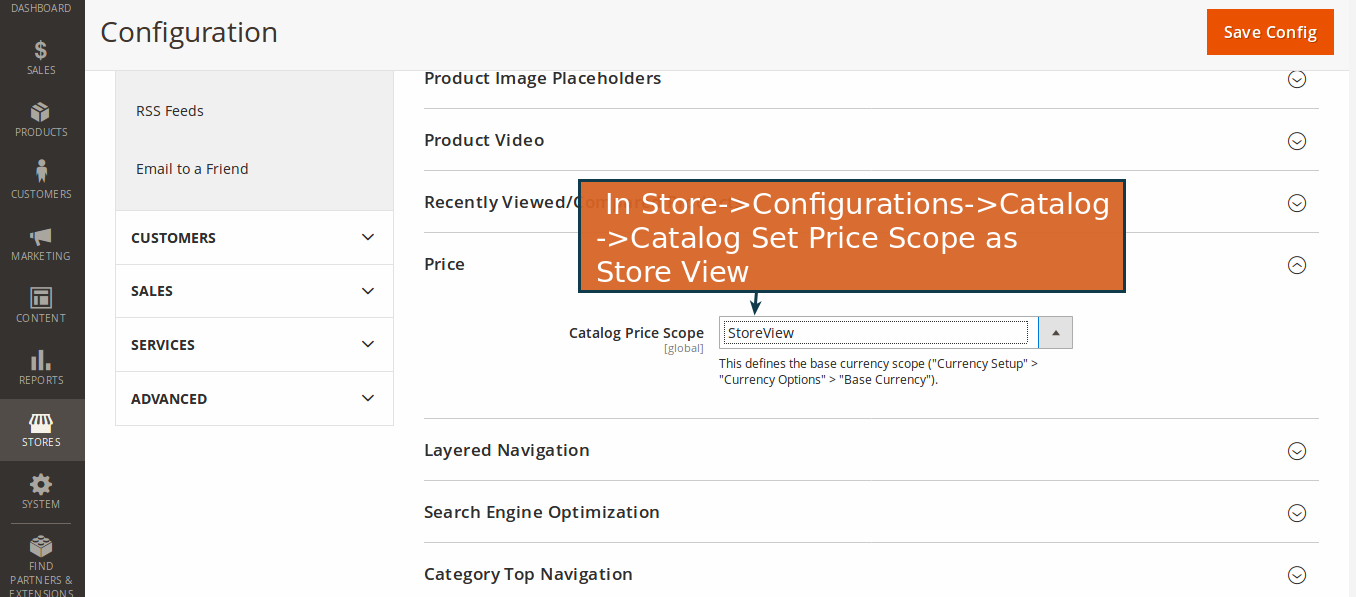 DASHBOARD
SALES
PRODUCTS
CUSTOMERS
MARKETING
CONTENT
REPORTS
STORES
SYSTEM
FIND
PARTNERS &
EXTENSIONS
Configuration
Save Config
RSS Feeds
Email to a Friend
CUSTOMERS
SALES
SERVICES
ADVANCED
Product Image Placeholders
Product Video
Recently Viewed/
In Store->Configurations->Catalog
->Catalog Set Price Scope as
Store View
Price
Catalog Price Scope
[global]
StoreView
This defines the base currency scope ("Currency Setup" >
"Currency Options" > "Base Currency").
Layered Navigation
Search Engine Optimization
Category Top Navigation